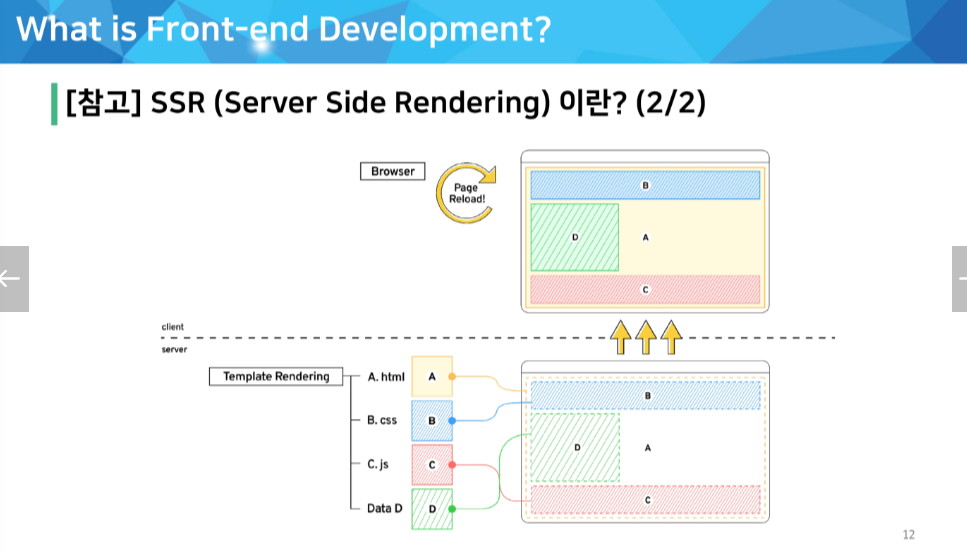 What is Front-end Development?
[참고] SSR (Server Side Rendering) 이란? (2/2)
Browser
Page
Reload!
B
D
A
C
client
server
Template Rendering
A. html
A
B. css
B
C. js
C
Data D
D
B
D
A
C
12